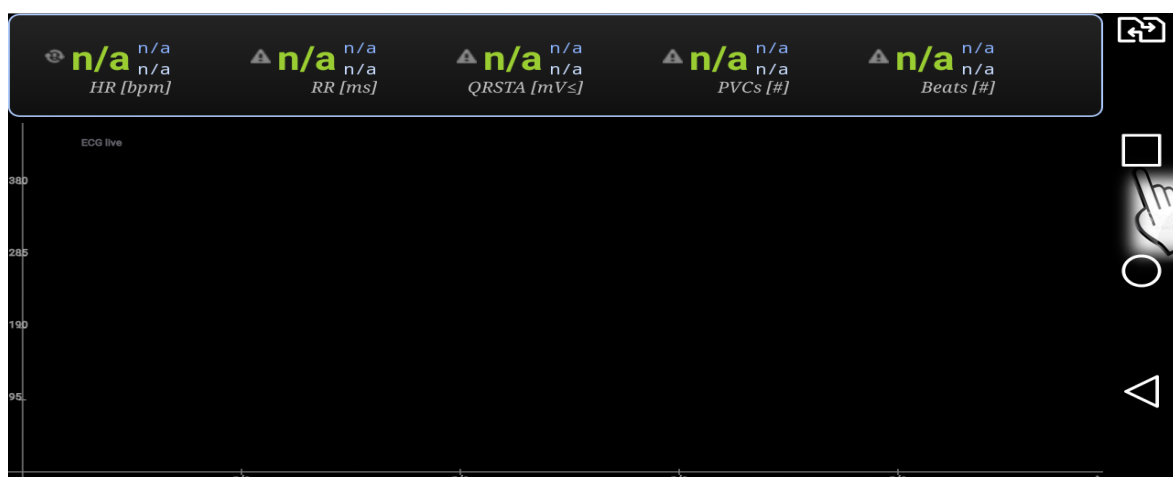 n/a n/a n/a n/a n/a n/a n/a n/a n/a n/a
n/a n/a n/a n/a n/a
HR [bpm] RR [ms] QRSTA [mV≤] PVCs [#] Beats [#]
ECG live
380
285
190
95